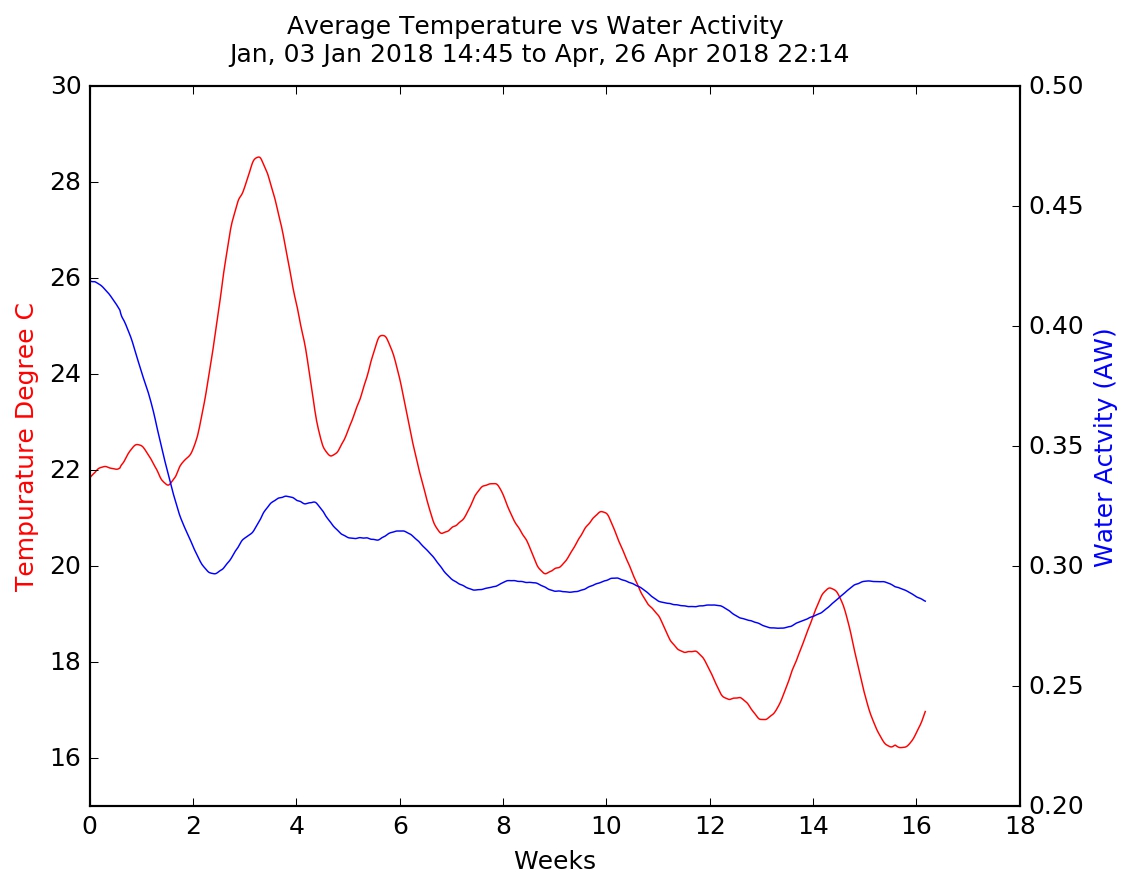 Average Temperature vs Water Activity
Jan, 03 Jan 2018 14:45 to Apr, 26 Apr 2018 22:14
30
28
26
24
22
20
18
16
Tempurature Degree C
0.50
0.45
0.40
0.35
0.30
0.25
0.20
Water Actvity (AW)
0 2 4 6 8 10 12 14 16 18
Weeks